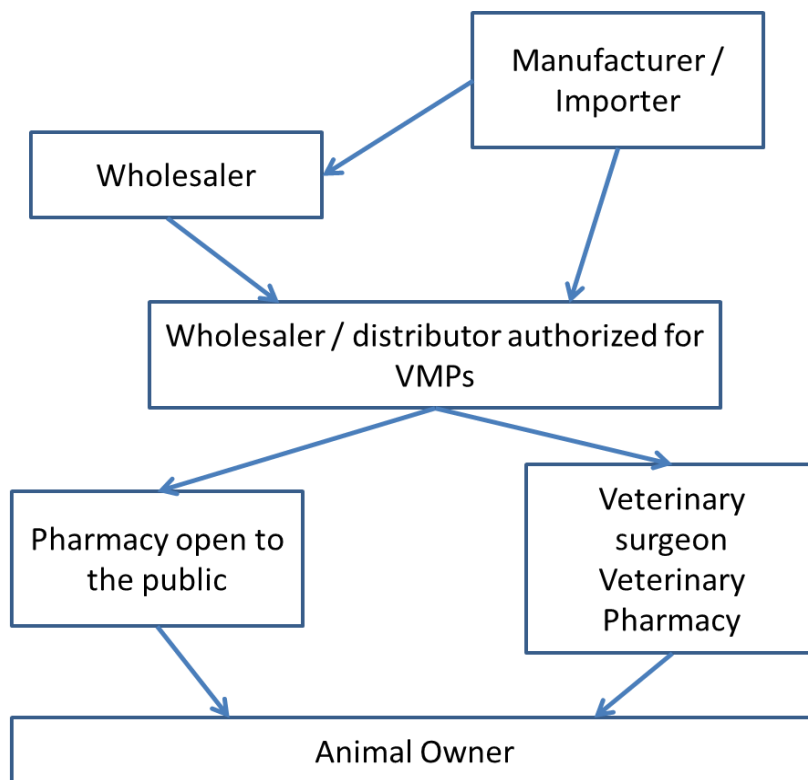 Manufacturer /
Importer
Wholesaler
Wholesaler / distributor authorized for
VMPs
Pharmacy open to
the public
Veterinary
surgeon
Veterinary
Pharmacy
Animal Owner